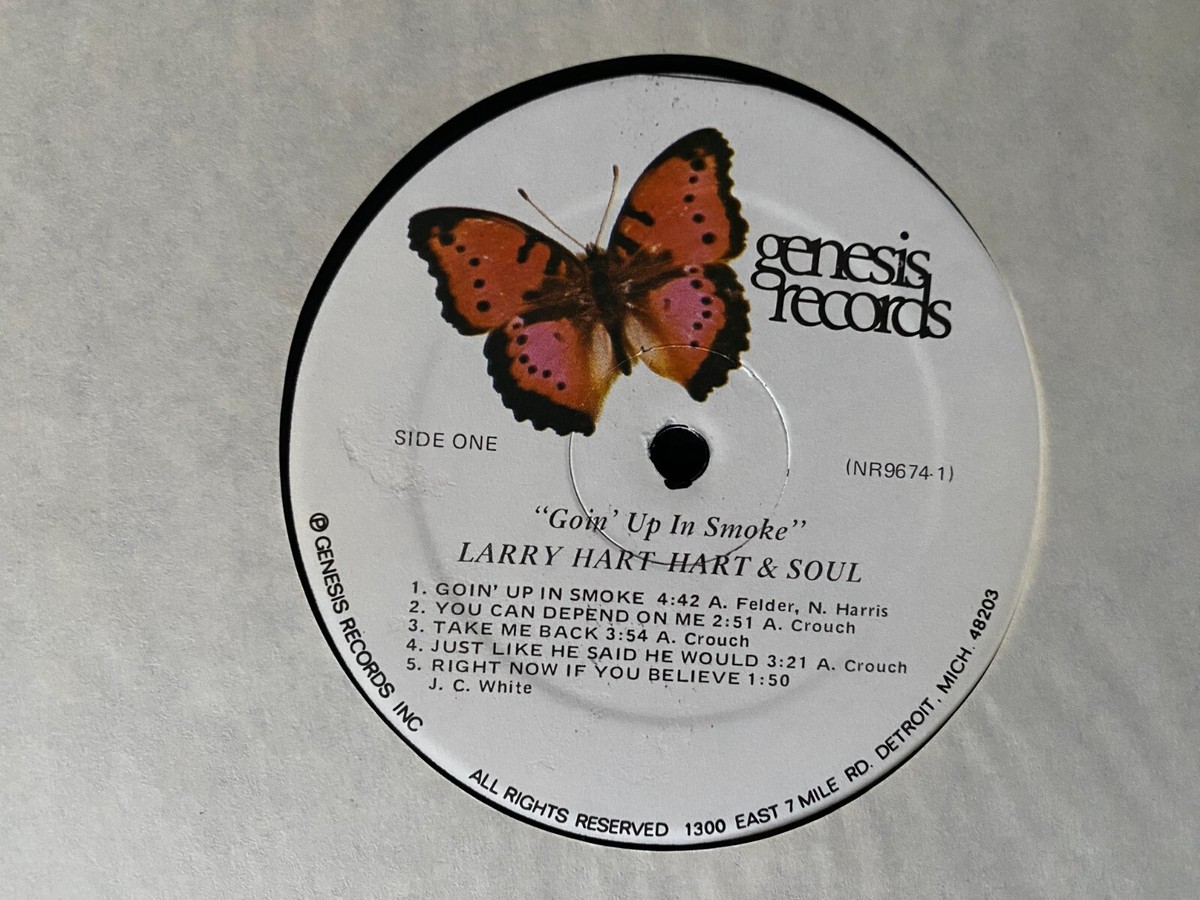 genesis
records
SIDE ONE
(NR9674-1)
“Goin’ Up In Smoke”
LARRY HART HART & SOUL
1. GOIN’ UP IN SMOKE 4:42 A. Felder, N. Harris
2. YOU CAN DEPEND ON ME 2:51 A. Crouch
3. TAKE ME BACK 3:54 A. Crouch
4. JUST LIKE HE SAID HE WOULD 3:21 A. Crouch
5. RIGHT NOW IF YOU BELIEVE 1:50
J. C. White
Ⓟ GENESIS RECORDS INC ALL RIGHTS RESERVED 1300 EAST 7 MILE RD. DETROIT, MICH. 48203